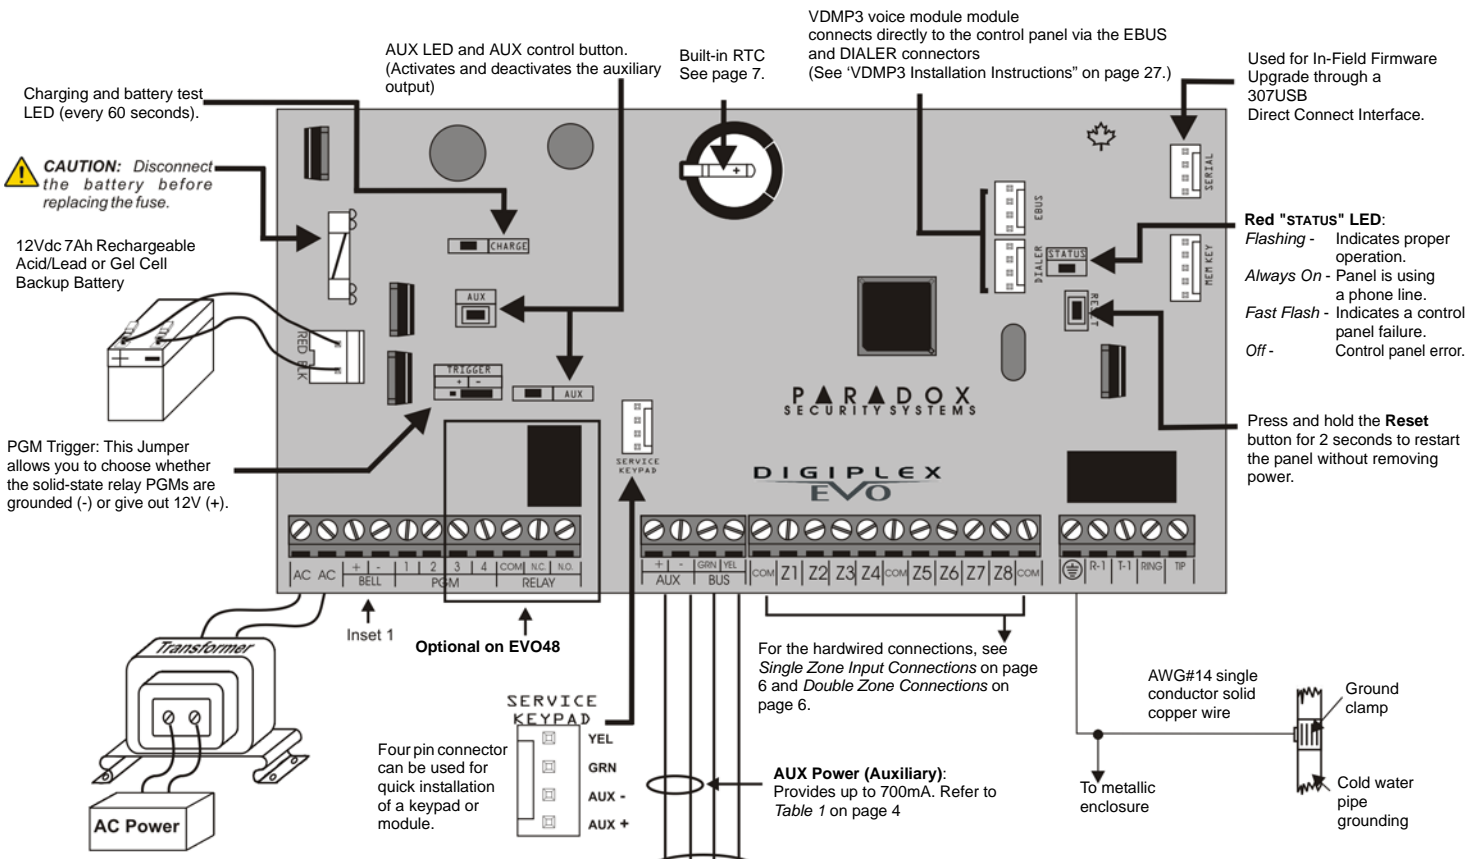 VDMP3 voice module module
connects directly to the control panel via the EBUS
and DIALER connectors
(See ‘VDMP3 Installation Instructions” on page 27.)
AUX LED and AUX control button.
(Activates and deactivates the auxiliary
output)
Built-in RTC
See page 7.
Used for In-Field Firmware
Upgrade through a
307USB
Direct Connect Interface.
Charging and battery test
LED (every 60 seconds).
CAUTION: Disconnect
the battery before
replacing the fuse.
12Vdc 7Ah Rechargeable
Acid/Lead or Gel Cell
Backup Battery
Red "STATUS" LED:
Flashing - Indicates proper
operation.
Always On - Panel is using
a phone line.
Fast Flash - Indicates a control
panel failure.
Off - Control panel error.
Press and hold the Reset
button for 2 seconds to restart
the panel without removing
power.
PGM Trigger: This Jumper
allows you to choose whether
the solid-state relay PGMs are
grounded (-) or give out 12V (+).
CHARGE
AUX
TRIGGER
+ -
AUX
RED BLK
EBUS
DIALER
STATUS
SERIAL
MEM KEY
+
+ -
PARADOX
SECURITY SYSTEMS
DIGIPLEX
EVO
SERVICE
KEYPAD
AC AC + - 1 2 3 4 COM N.C. N.O.
BELL PGM RELAY
+ - GRN YEL
AUX BUS
COM Z1 Z2 Z3 Z4 COM Z5 Z6 Z7 Z8 COM
R-1 T-1 RING TIP
Inset 1
Optional on EVO48
Transformer
AC Power
SERVICE
KEYPAD
YEL
GRN
AUX -
AUX +
Four pin connector
can be used for
quick installation
of a keypad or
module.
For the hardwired connections, see
Single Zone Input Connections on page
6 and Double Zone Connections on
page 6.
AUX Power (Auxiliary):
Provides up to 700mA. Refer to
Table 1 on page 4
AWG#14 single
conductor solid
copper wire
Ground
clamp
To metallic
enclosure
Cold water
pipe
grounding